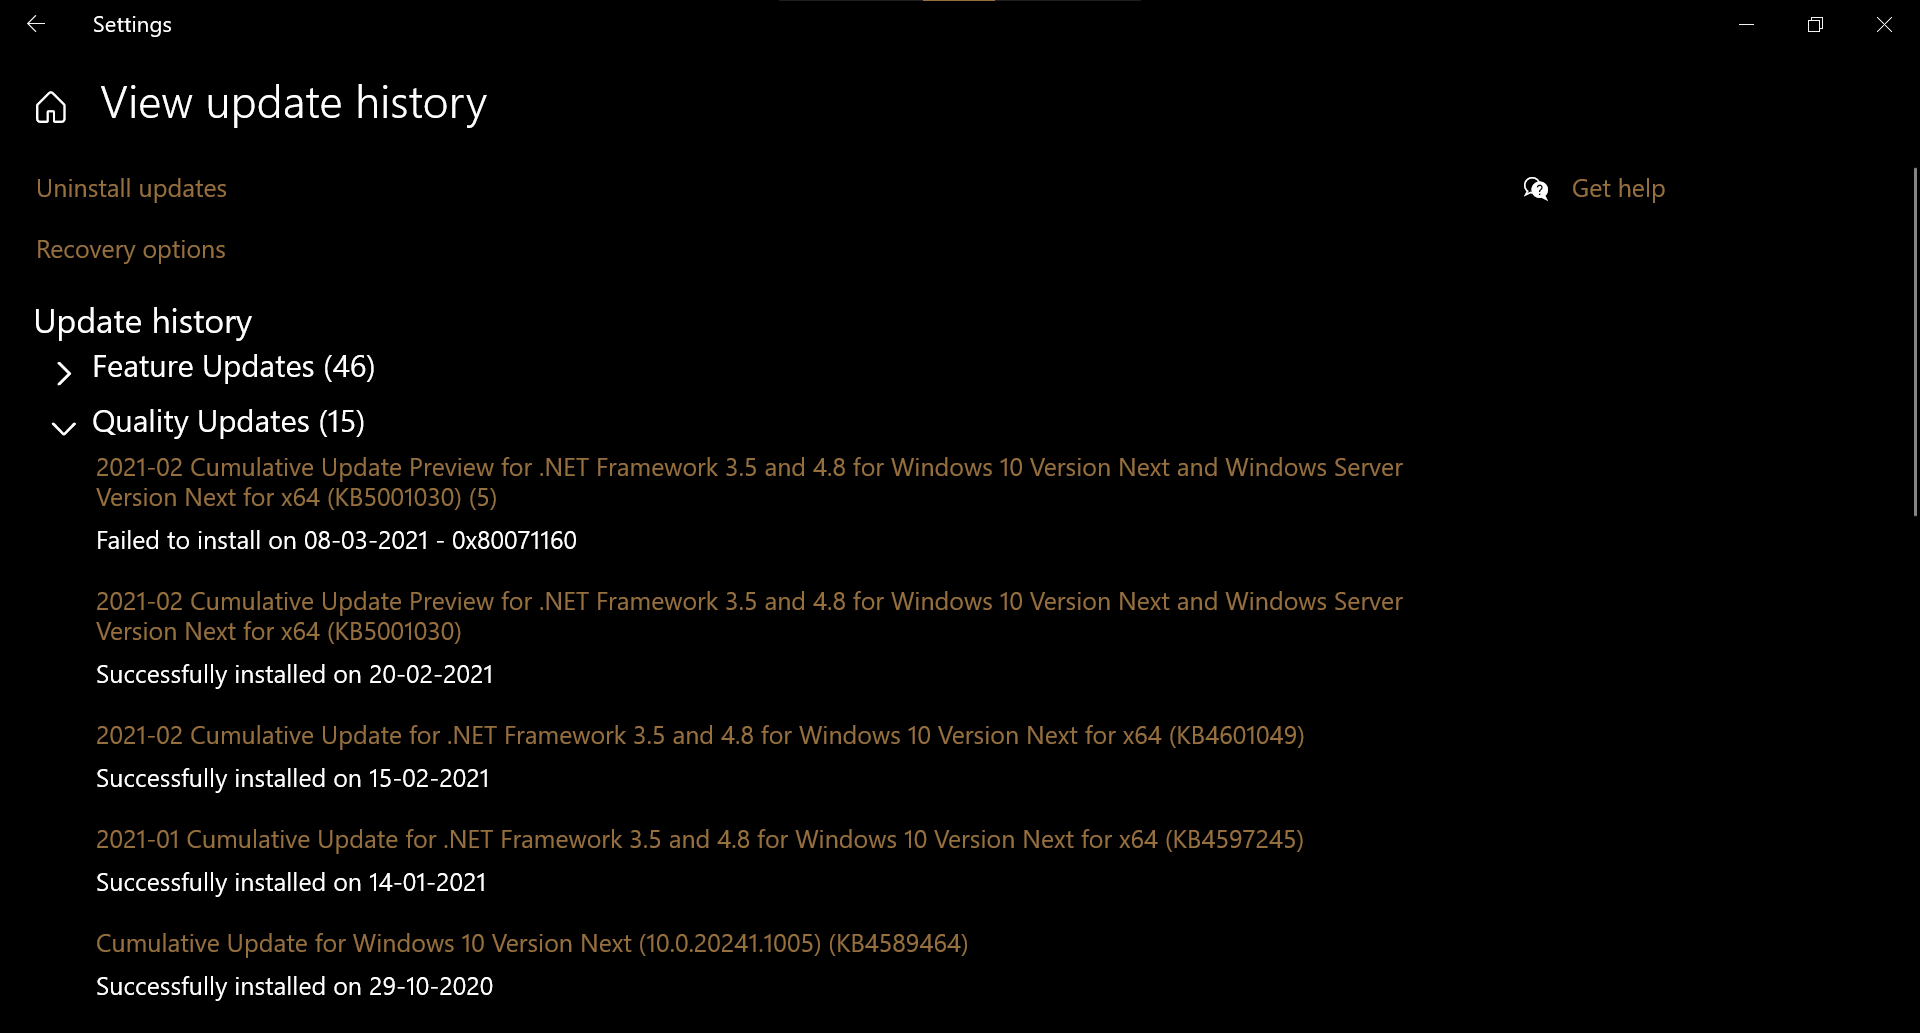 Settings
View update history
Uninstall updates
Get help
Recovery options
Update history
Feature Updates (46)
Quality Updates (15)
2021-02 Cumulative Update Preview for .NET Framework 3.5 and 4.8 for Windows 10 Version Next and Windows Server
Version Next for x64 (KB5001030) (5)
Failed to install on 08-03-2021 - 0x80071160
2021-02 Cumulative Update Preview for .NET Framework 3.5 and 4.8 for Windows 10 Version Next and Windows Server
Version Next for x64 (KB5001030)
Successfully installed on 20-02-2021
2021-02 Cumulative Update for .NET Framework 3.5 and 4.8 for Windows 10 Version Next for x64 (KB4601049)
Successfully installed on 15-02-2021
2021-01 Cumulative Update for .NET Framework 3.5 and 4.8 for Windows 10 Version Next for x64 (KB4597245)
Successfully installed on 14-01-2021
Cumulative Update for Windows 10 Version Next (10.0.20241.1005) (KB4589464)
Successfully installed on 29-10-2020